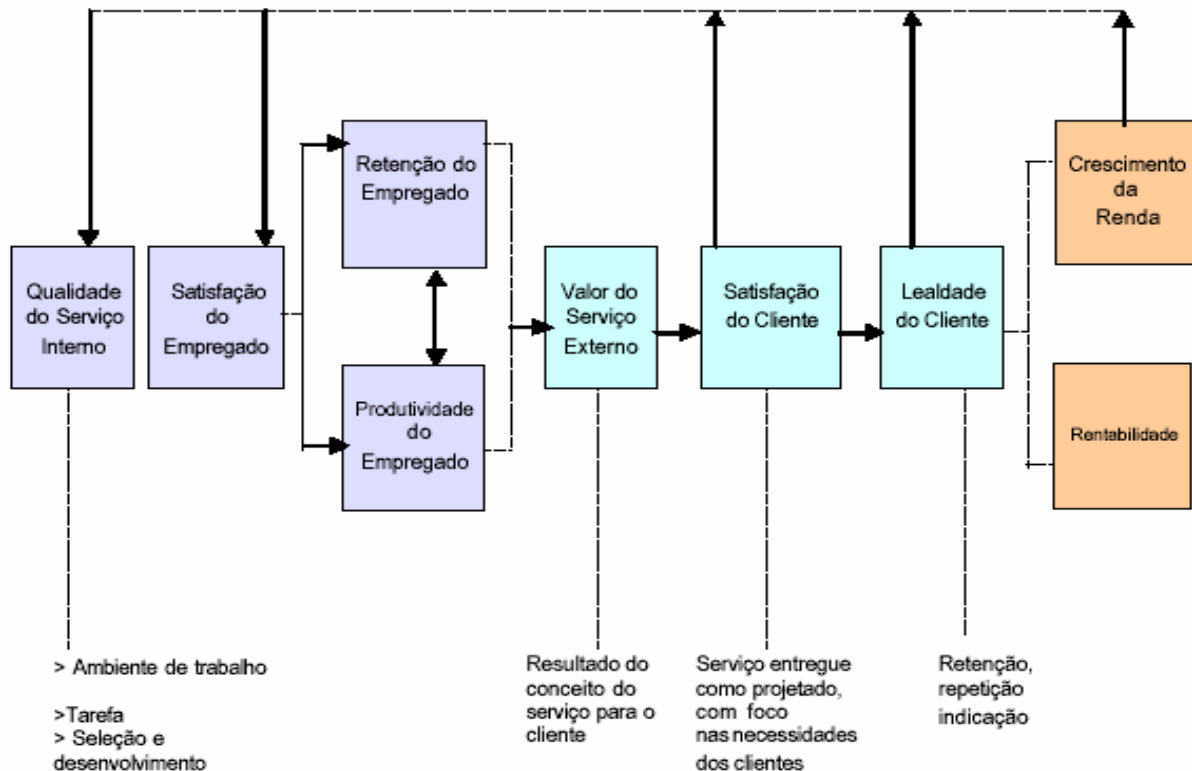 Retenção do
Empregado
Crescimento
da
Renda
Qualidade
do Serviço
Interno
Satisfação
do
Empregado
Valor do
Serviço
Externo
Satisfação
do Cliente
Lealdade
do Cliente
Produtividade
do
Empregado
Rentabilidade
> Ambiente de trabalho
>Tarefa
> Seleção e
desenvolvimento
Resultado do
conceito do
serviço para o
cliente
Serviço entregue
como projetado,
com foco
nas necessidades
dos clientes
Retenção,
repetição
indicação